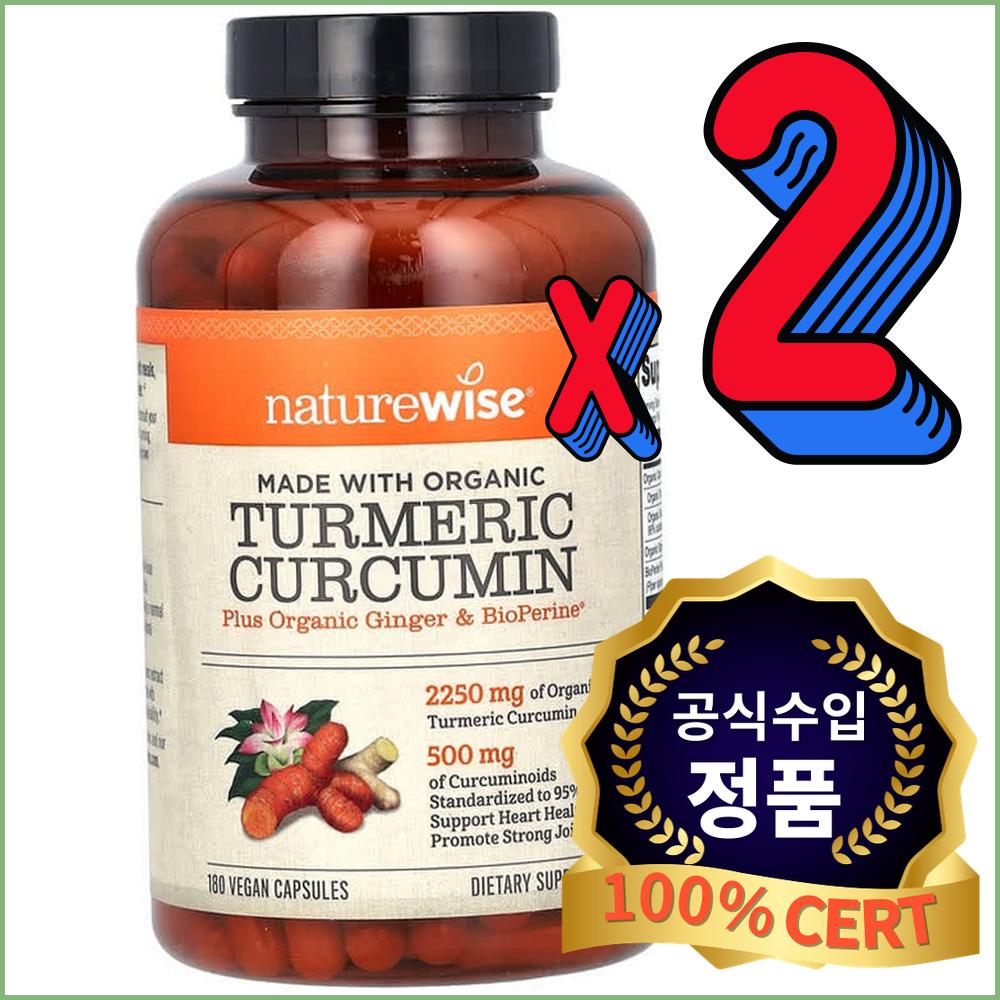 x2
naturewise®
MADE WITH ORGANIC
TURMERIC
CURCUMIN
Plus Organic Ginger & BioPerine®
2250 mg of Organi
Turmeric Curcumin
500 mg
of Curcuminoids
Standardized to 95%
Support Heart Heal
Promote Strong Joi
180 VEGAN CAPSULES
DIETARY SUPP
공식수입
정품
100% CERT